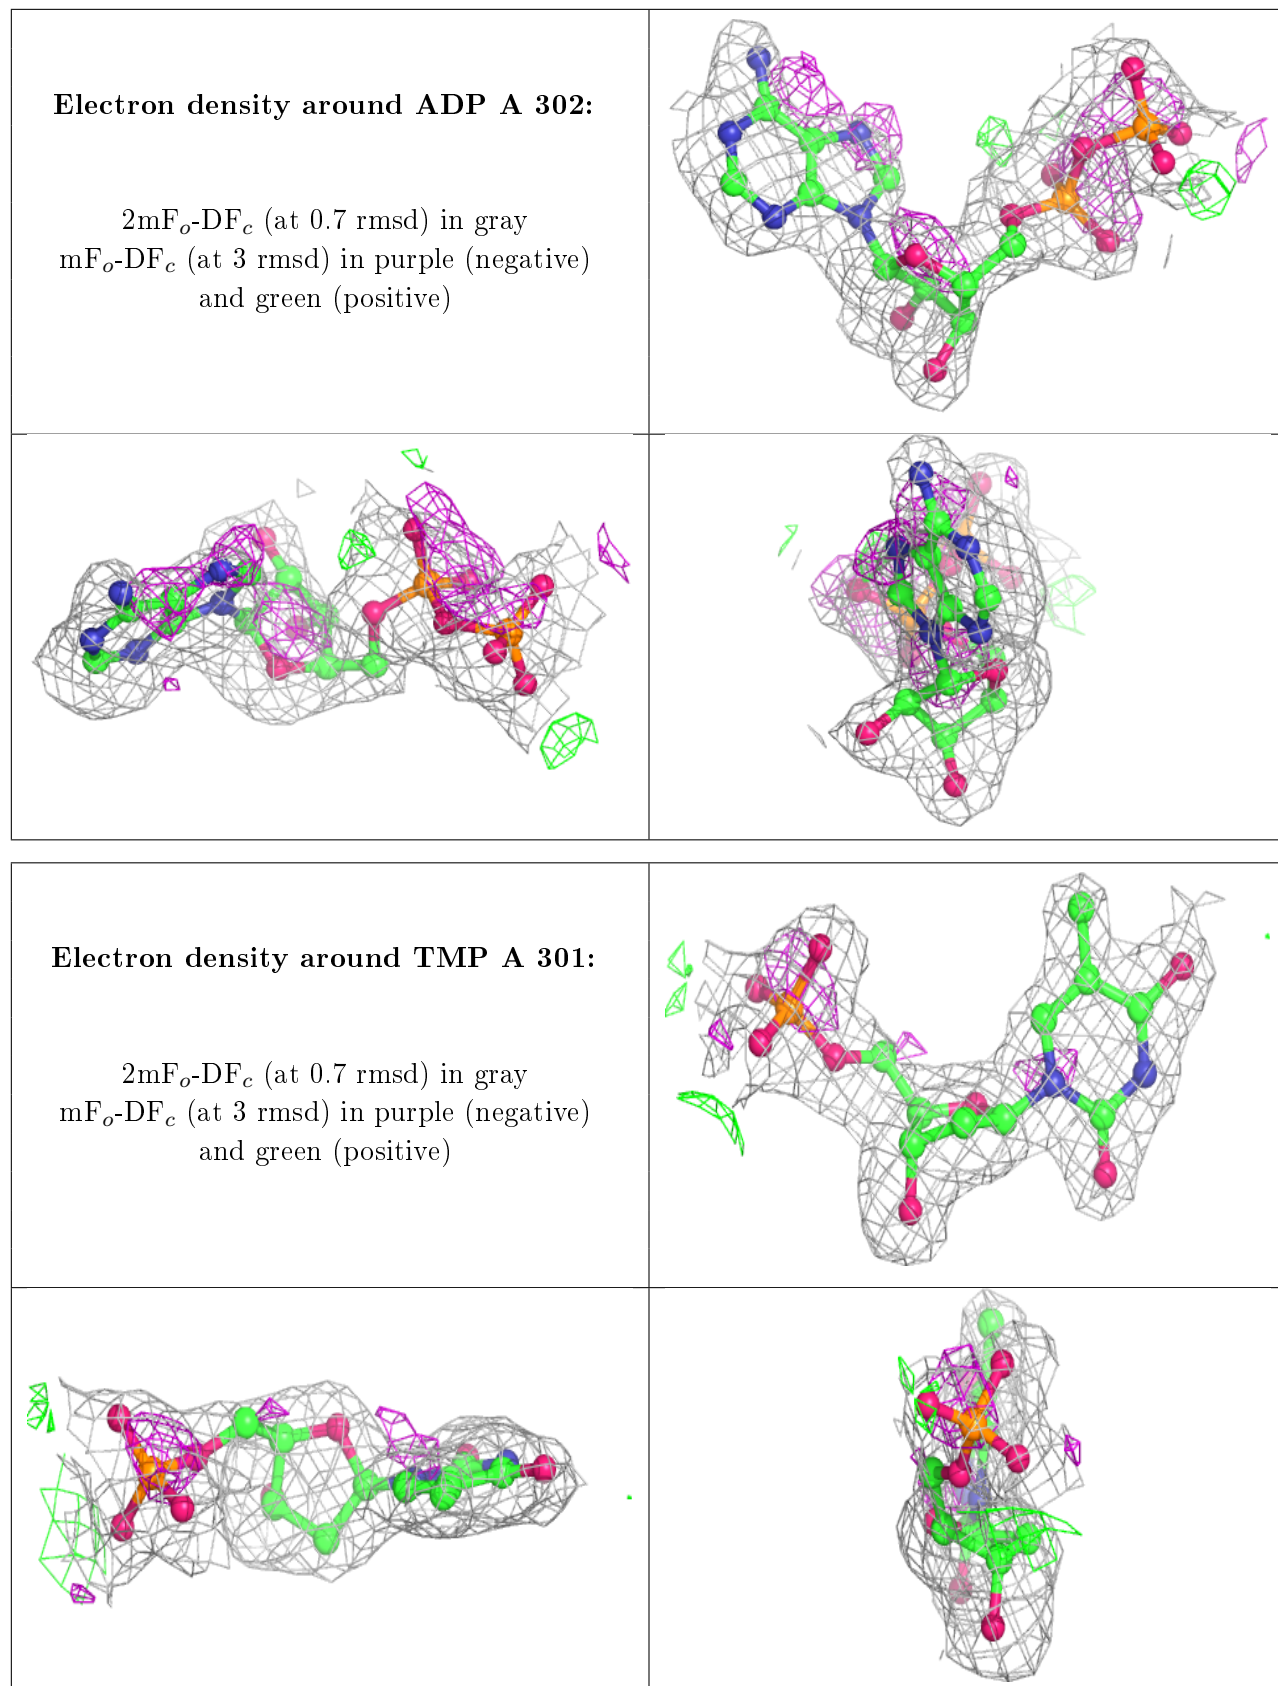 Electron density around ADP A 302:
2mFₒ-DF𝒸 (at 0.7 rmsd) in gray
mFₒ-DF𝒸 (at 3 rmsd) in purple (negative)
and green (positive)
Electron density around TMP A 301:
2mFₒ-DF𝒸 (at 0.7 rmsd) in gray
mFₒ-DF𝒸 (at 3 rmsd) in purple (negative)
and green (positive)